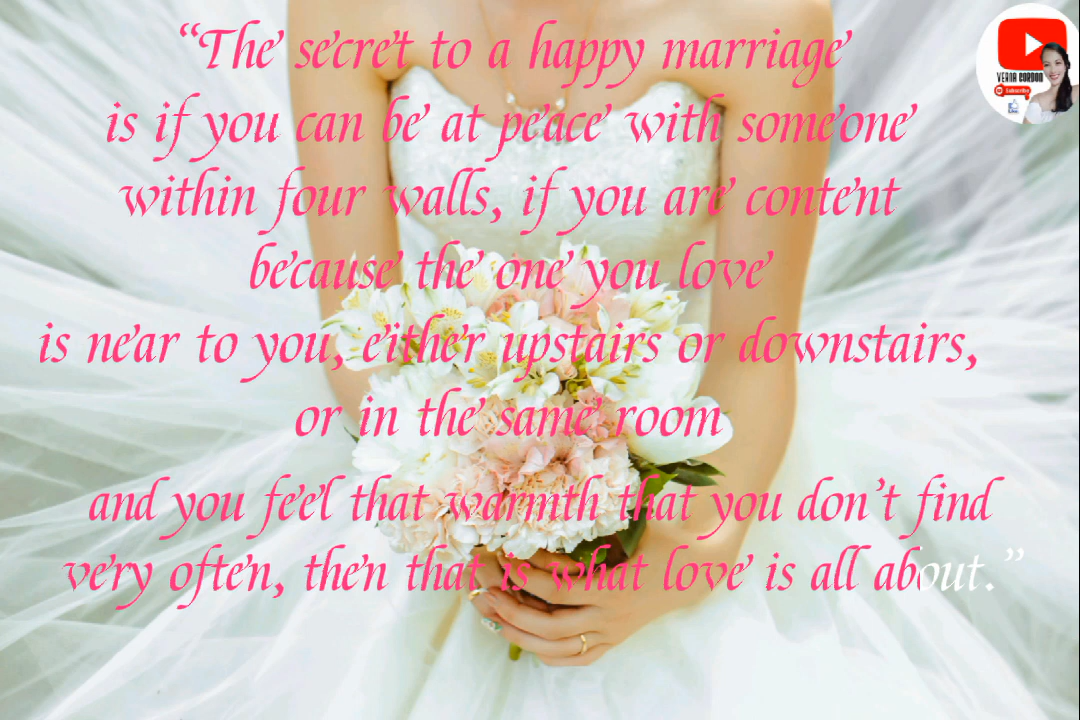 “The secret to a happy marriage
is if you can be at peace with someone
within four walls, if you are content
because the one you love
is near to you, either upstairs or downstairs,
or in the same room
and you feel that warmth that you don’t find
very often, then that is what love is all about.”
VERNA CORDON
Subscribe